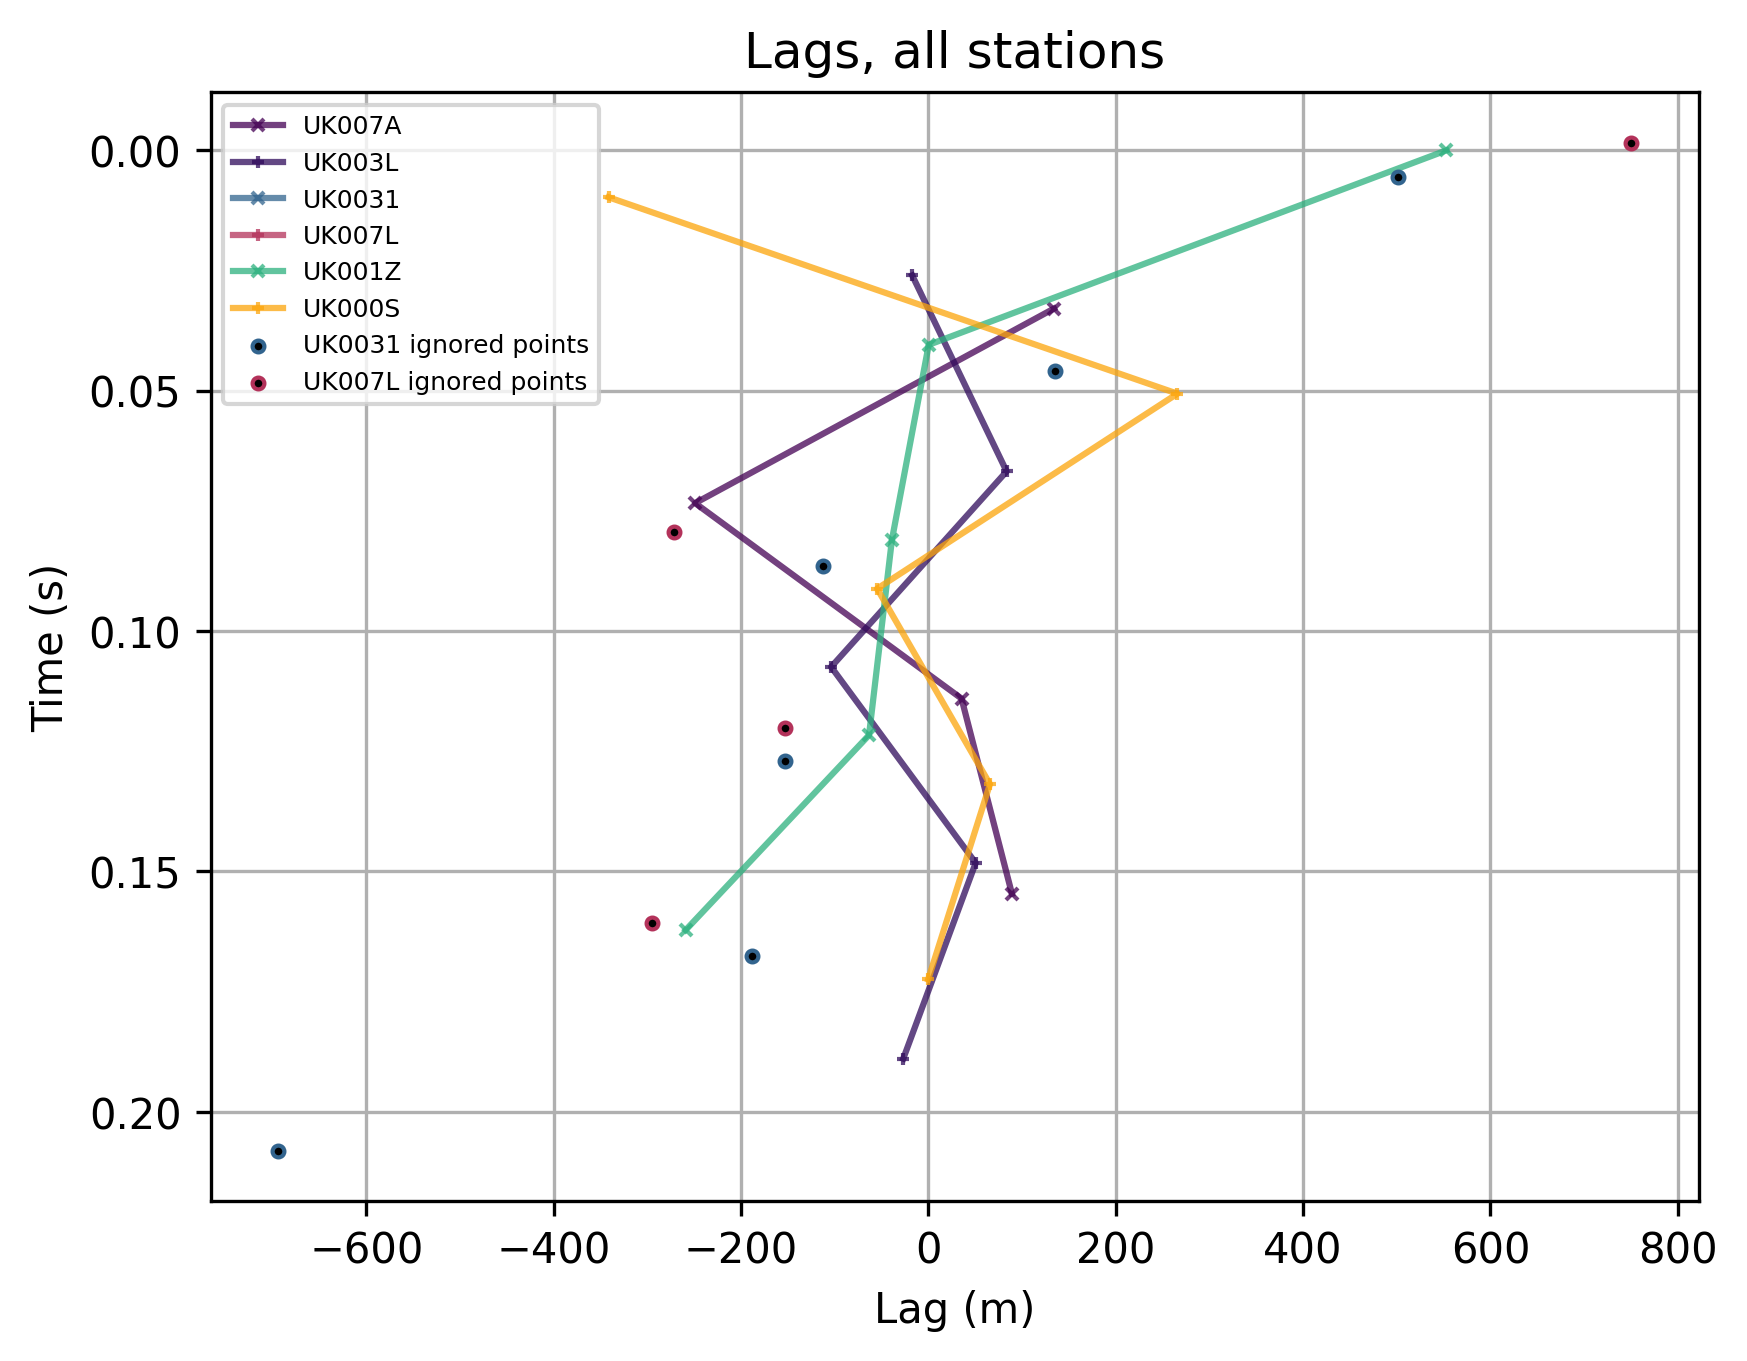 Lags, all stations
UK007A
UK003L
UK0031
UK007L
UK001Z
UK000S
UK0031 ignored points
UK007L ignored points
0.00
0.05
0.10
0.15
0.20
Time (s)
−600 −400 −200 0 200 400 600 800
Lag (m)